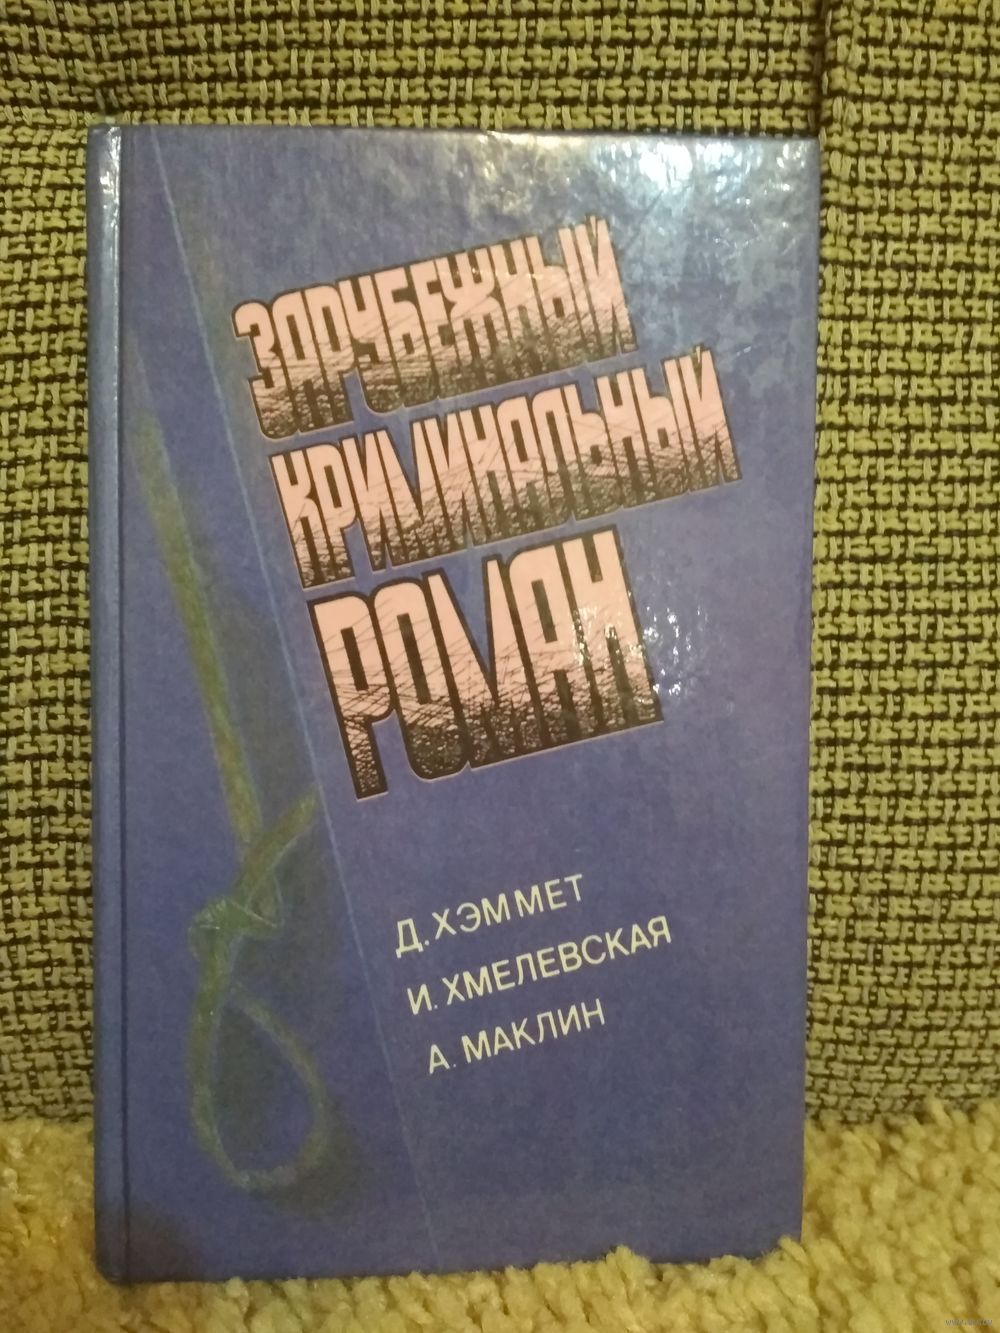 ЗАРУБЕЖНЫЙ
КРИМИНАЛЬНЫЙ
РОМАН
Д. ХЭММЕТ
И. ХМЕЛЕВСКАЯ
А. МАКЛИН